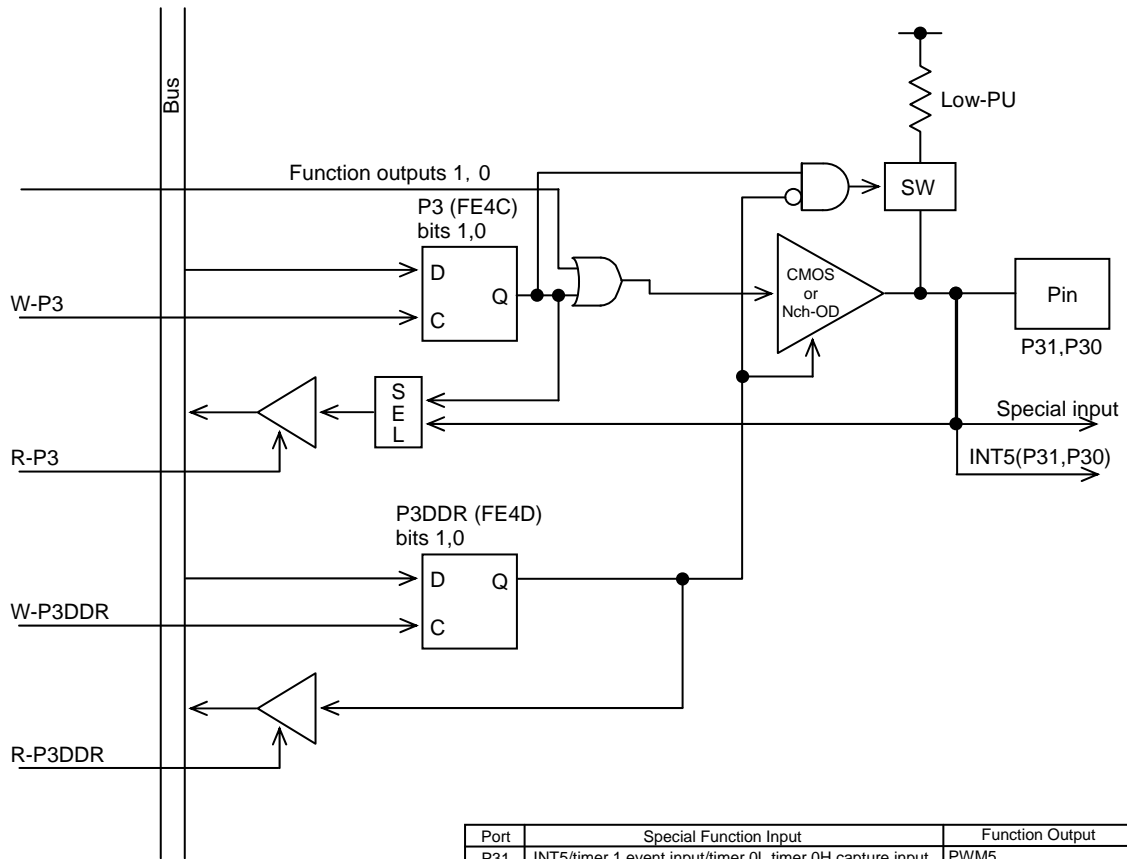 Bus
Low-PU
Function outputs 1, 0
SW
P3 (FE4C)
bits 1,0
D
Q
C
W-P3
CMOS
or
Nch-OD
Pin
P31,P30
SEL
Special input
R-P3
INT5(P31,P30)
P3DDR (FE4D)
bits 1,0
D
Q
C
W-P3DDR
R-P3DDR
Port Special Function Input Function Output
P31 INT5/timer 1 event input/timer 0L, timer 0H capture input PWM5